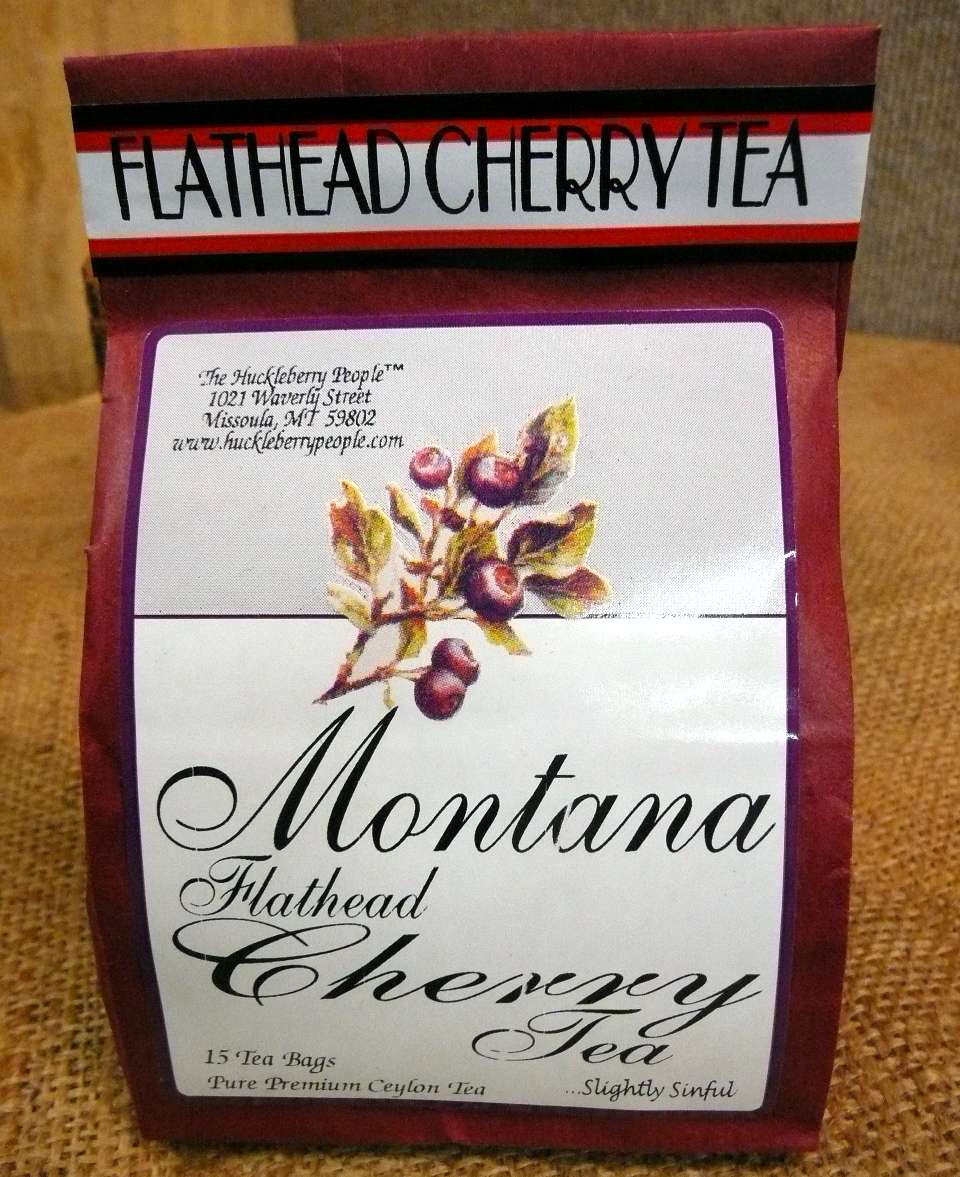 FLATHEAD CHERRY TEA
The Huckleberry People™
1021 Waverly Street
Missoula, MT 59802
www.huckleberrypeople.com
Montana
Flathead
Cherry
Tea
15 Tea Bags
Pure Premium Ceylon Tea
...Slightly Sinful